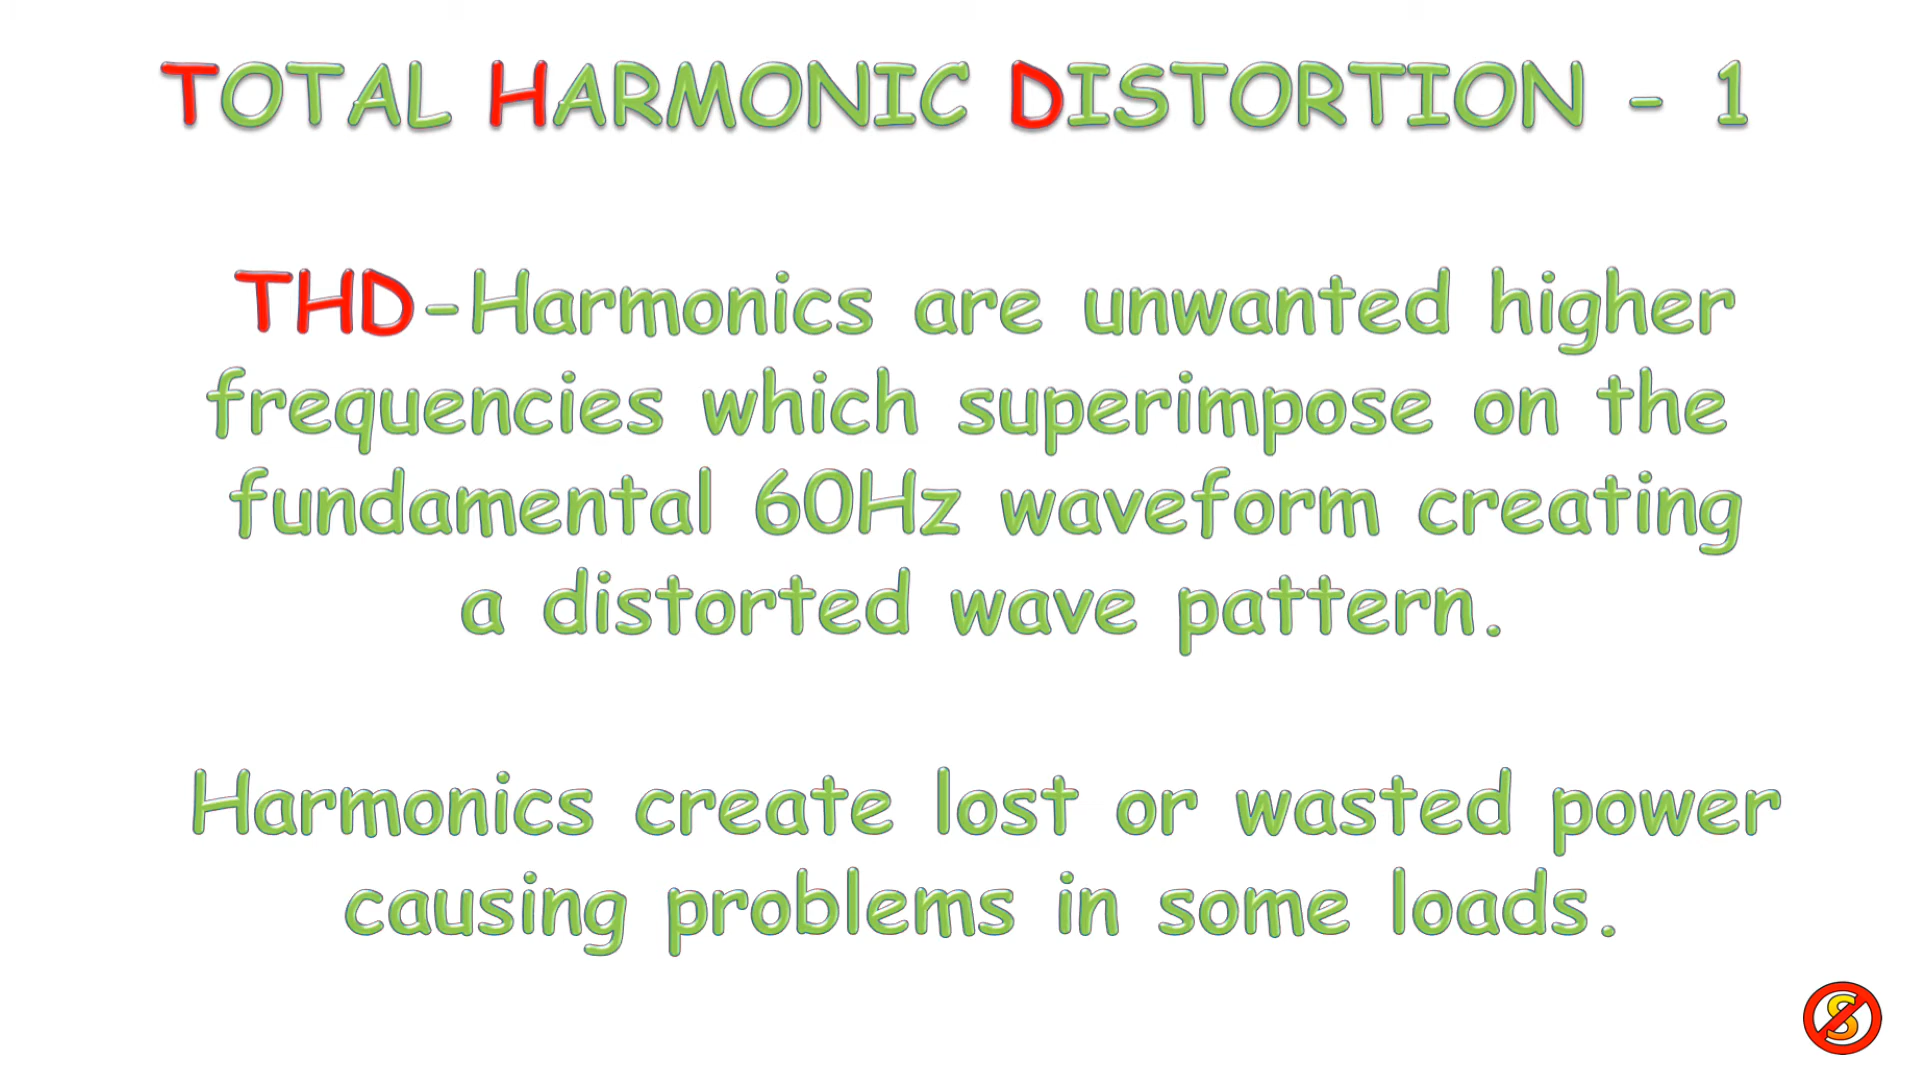 TOTAL HARMONIC DISTORTION - 1
THD-Harmonics are unwanted higher
frequencies which superimpose on the
fundamental 60Hz waveform creating
a distorted wave pattern.
Harmonics create lost or wasted power
causing problems in some loads.
S